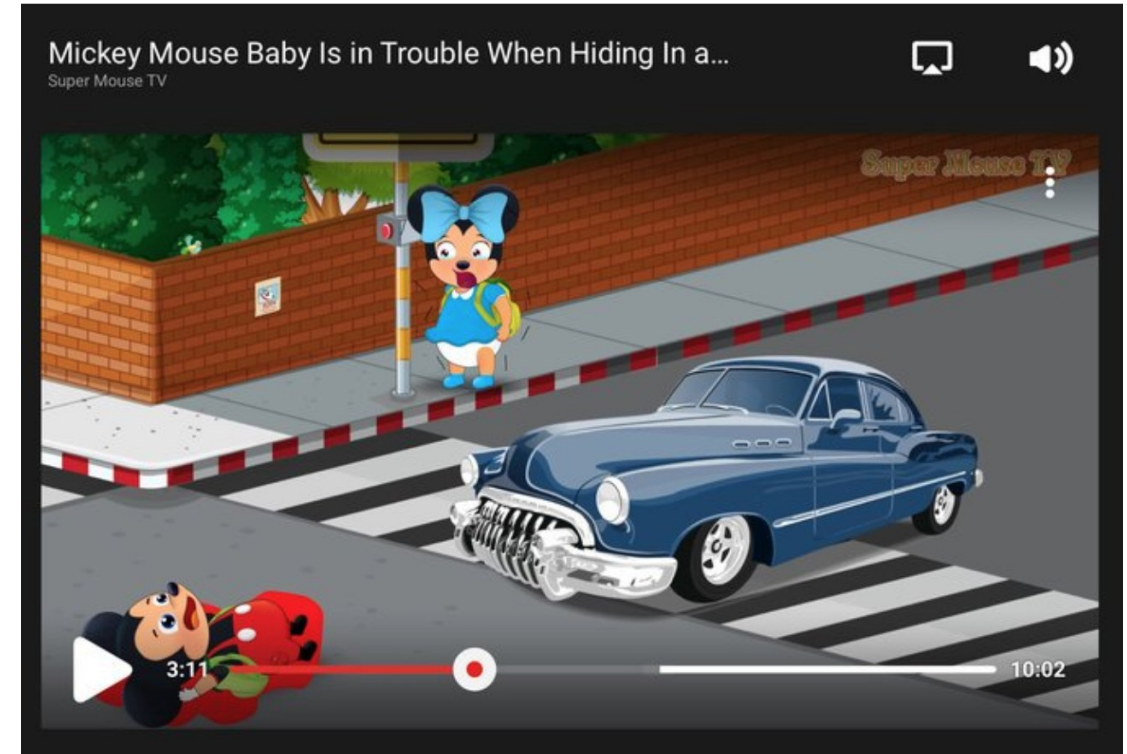 Mickey Mouse Baby Is in Trouble When Hiding In a...
Super Mouse TV
Super Mouse TV
3:11
10:02